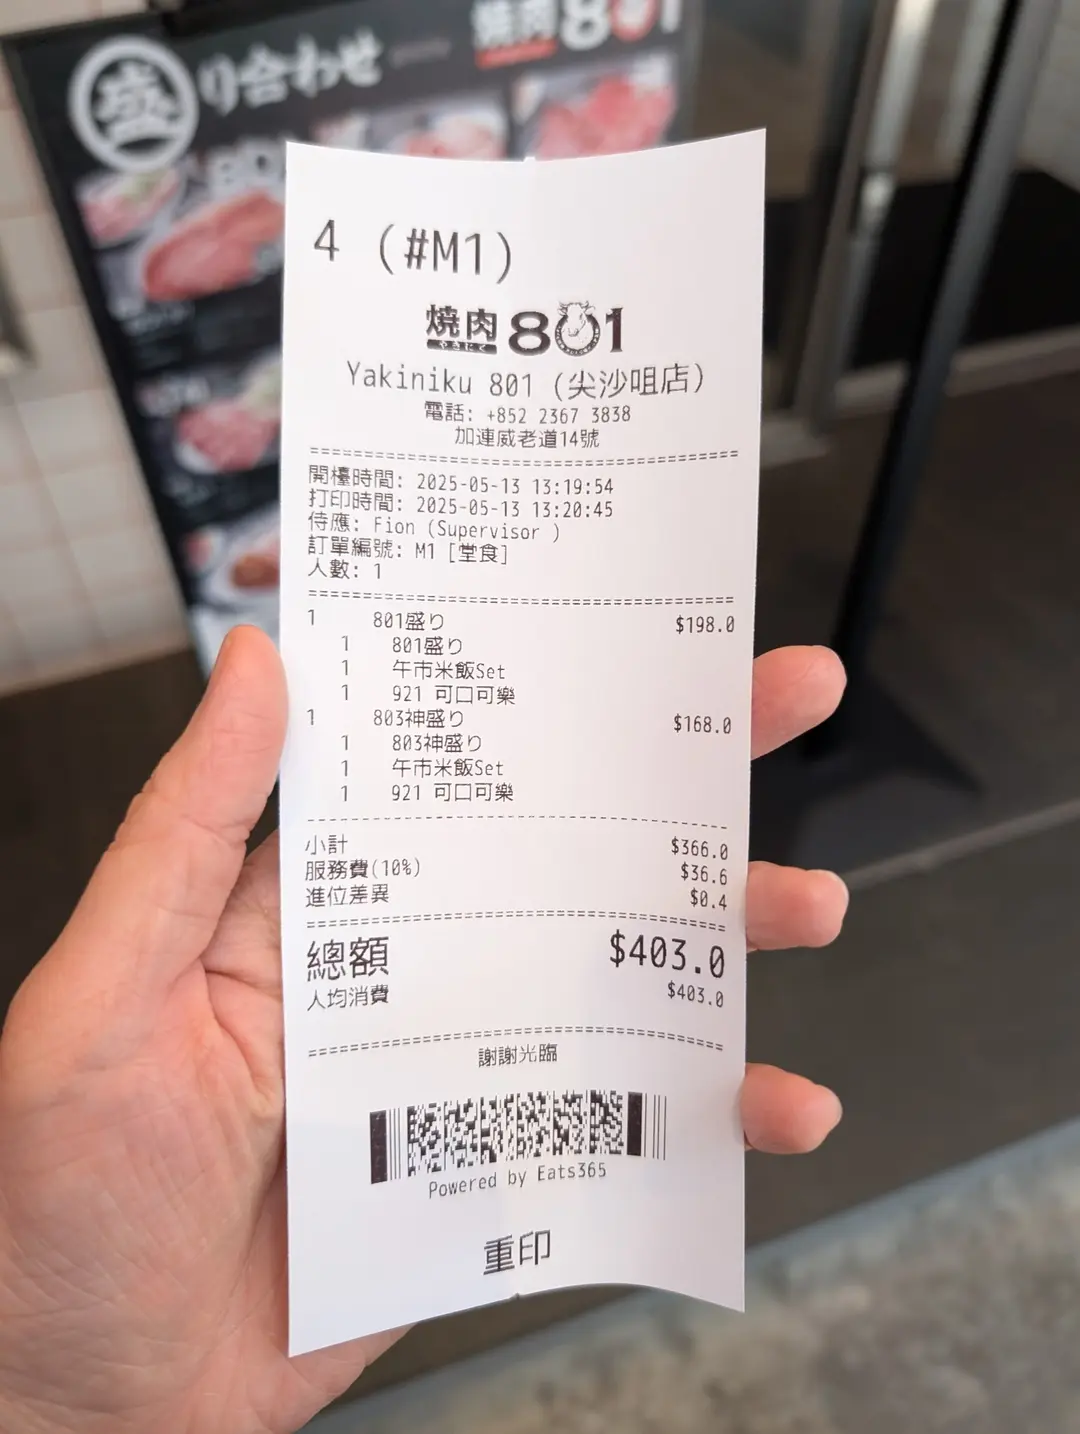 盛り合わせ
焼肉801
4 (#M1)
焼肉801
やきにく
Yakiniku 801 (尖沙咀店)
電話: +852 2367 3838
加連威老道14號
開檯時間: 2025-05-13 13:19:54
打印時間: 2025-05-13 13:20:45
侍應: Fion (Supervisor )
訂單編號: M1 [堂食]
人數: 1
1 801盛り $198.0
1 801盛り
1 午市米飯Set
1 921 可口可樂
1 803神盛り $168.0
1 803神盛り
1 午市米飯Set
1 921 可口可樂
小計 $366.0
服務費(10%) $36.6
進位差異 $0.4
總額 $403.0
人均消費 $403.0
謝謝光臨
Powered by Eats365
重印